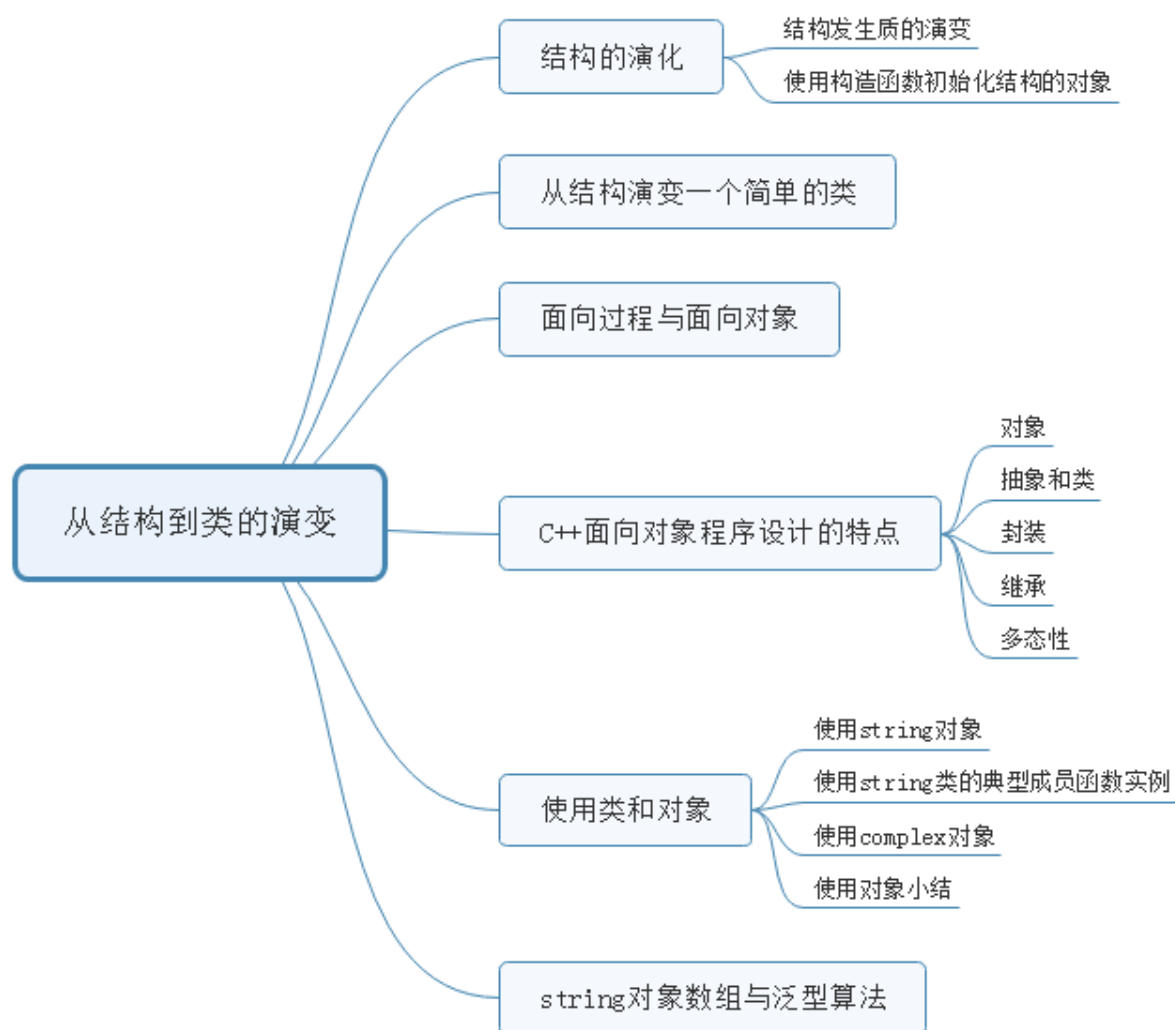 结构的演化
结构发生质的演变
使用构造函数初始化结构的对象
从结构演变一个简单的类
面向过程与面向对象
从结构到类的演变
C++面向对象程序设计的特点
对象
抽象和类
封装
继承
多态性
使用类和对象
使用string对象
使用string类的典型成员函数实例
使用complex对象
使用对象小结
string对象数组与泛型算法